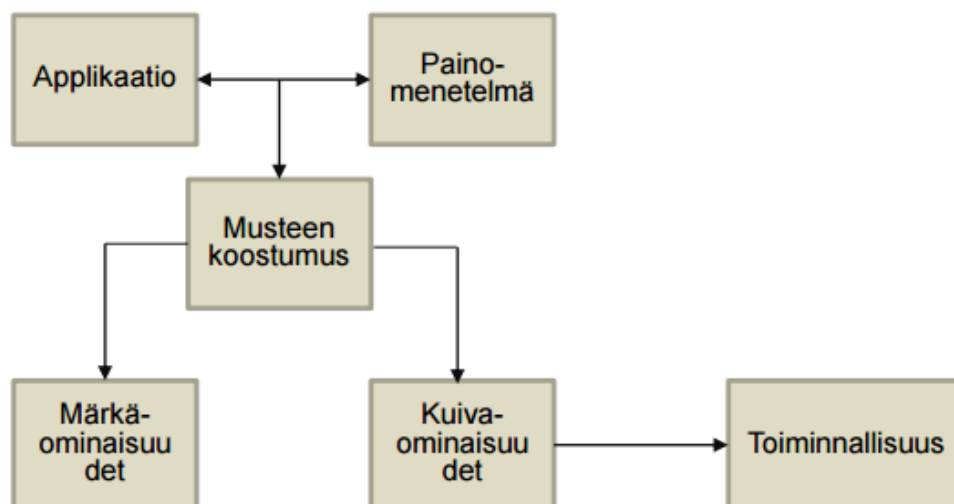 Applikaatio
Paino-
menetelmä
Musteen
koostumus
Märkä-
ominaisuu
det
Kuiva-
ominaisuu
det
Toiminnallisuus